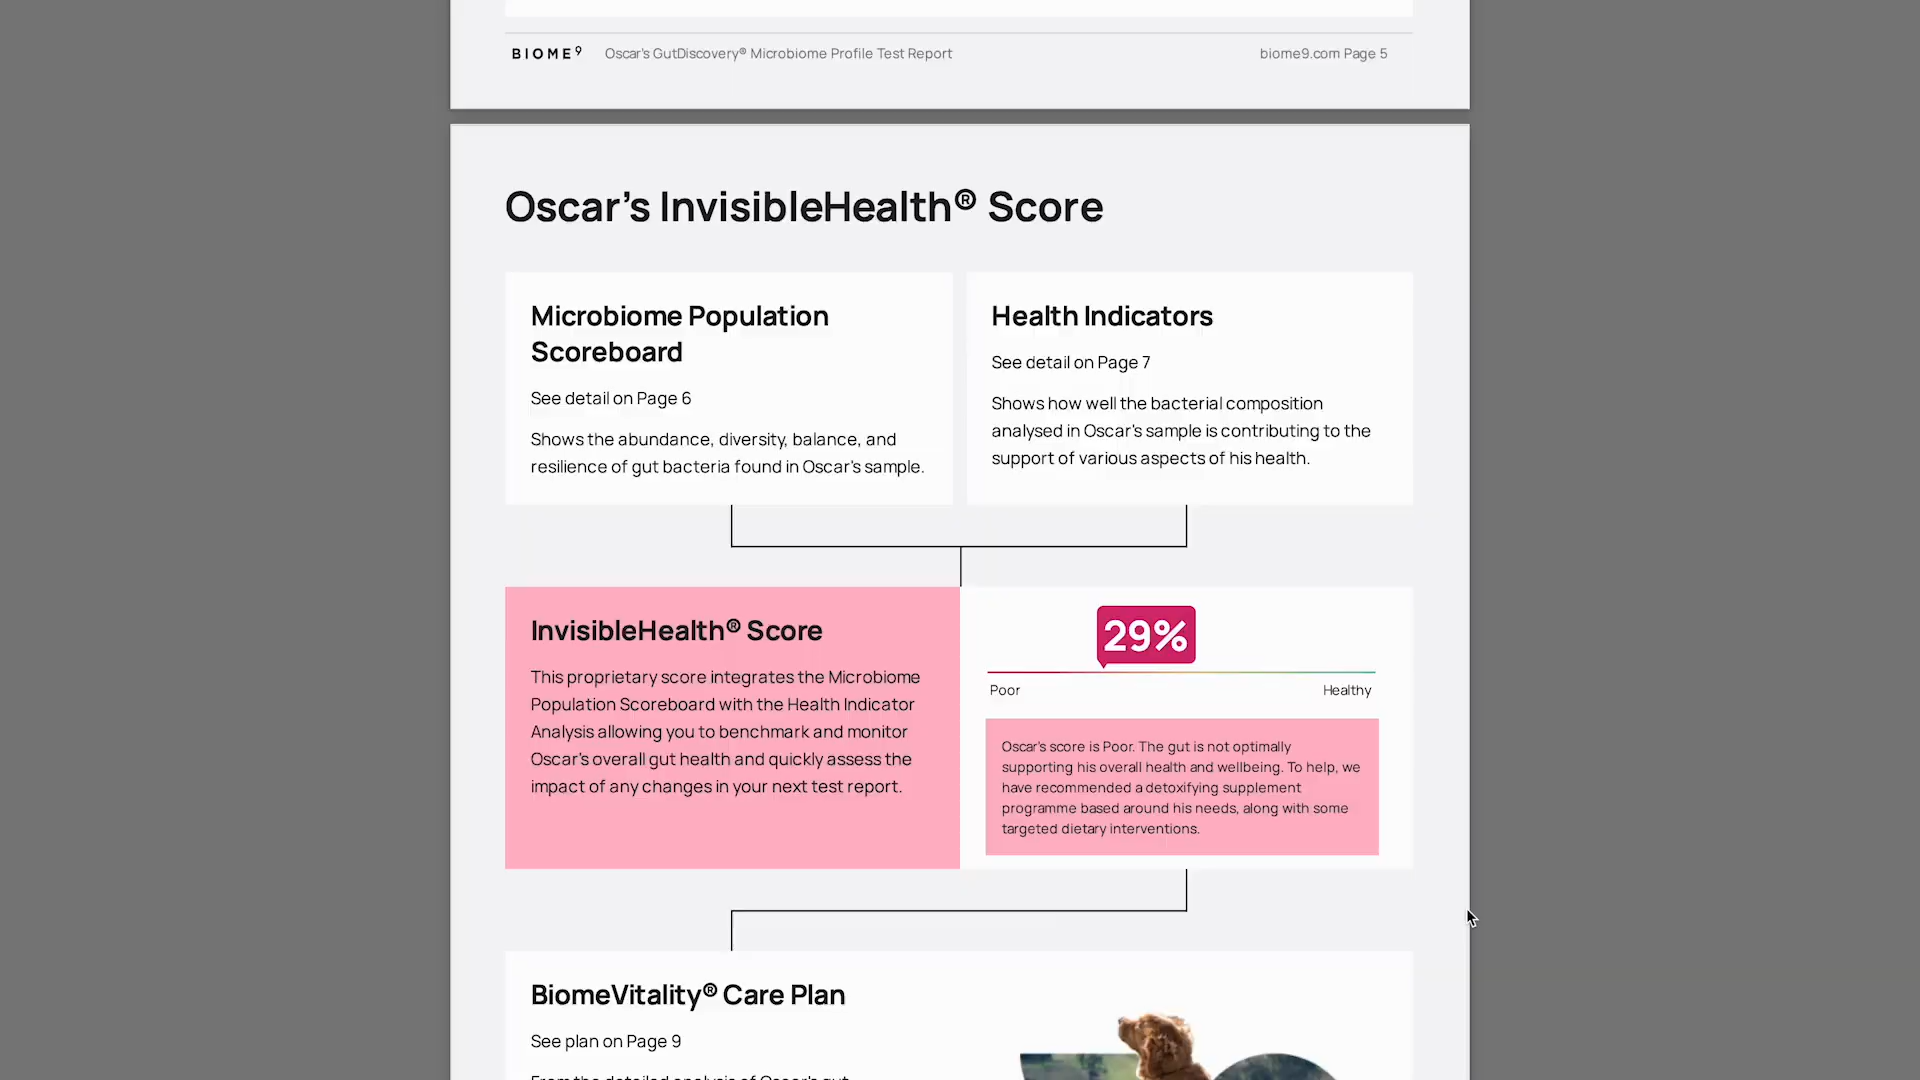 BIOME⁹ Oscar's GutDiscovery® Microbiome Profile Test Report biome9.com Page 5
Oscar's InvisibleHealth® Score
Microbiome Population
Scoreboard
See detail on Page 6
Shows the abundance, diversity, balance, and
resilience of gut bacteria found in Oscar's sample.
Health Indicators
See detail on Page 7
Shows how well the bacterial composition
analysed in Oscar's sample is contributing to the
support of various aspects of his health.
InvisibleHealth® Score
This proprietary score integrates the Microbiome
Population Scoreboard with the Health Indicator
Analysis allowing you to benchmark and monitor
Oscar's overall gut health and quickly assess the
impact of any changes in your next test report.
29%
Poor Healthy
Oscar's score is Poor. The gut is not optimally
supporting his overall health and wellbeing. To help, we
have recommended a detoxifying supplement
programme based around his needs, along with some
targeted dietary interventions.
BiomeVitality® Care Plan
See plan on Page 9
From the detailed analysis of Oscar's gut